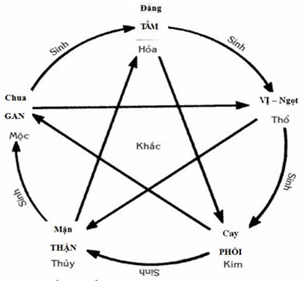 Đắng
TÂM
Hỏa
Sinh
Sinh
Chua
GAN
Mộc
VỊ – Ngọt
Thổ
Khắc
Sinh
Sinh
Mặn
THẬN
Thủy
Cay
PHỔI
Kim
Sinh